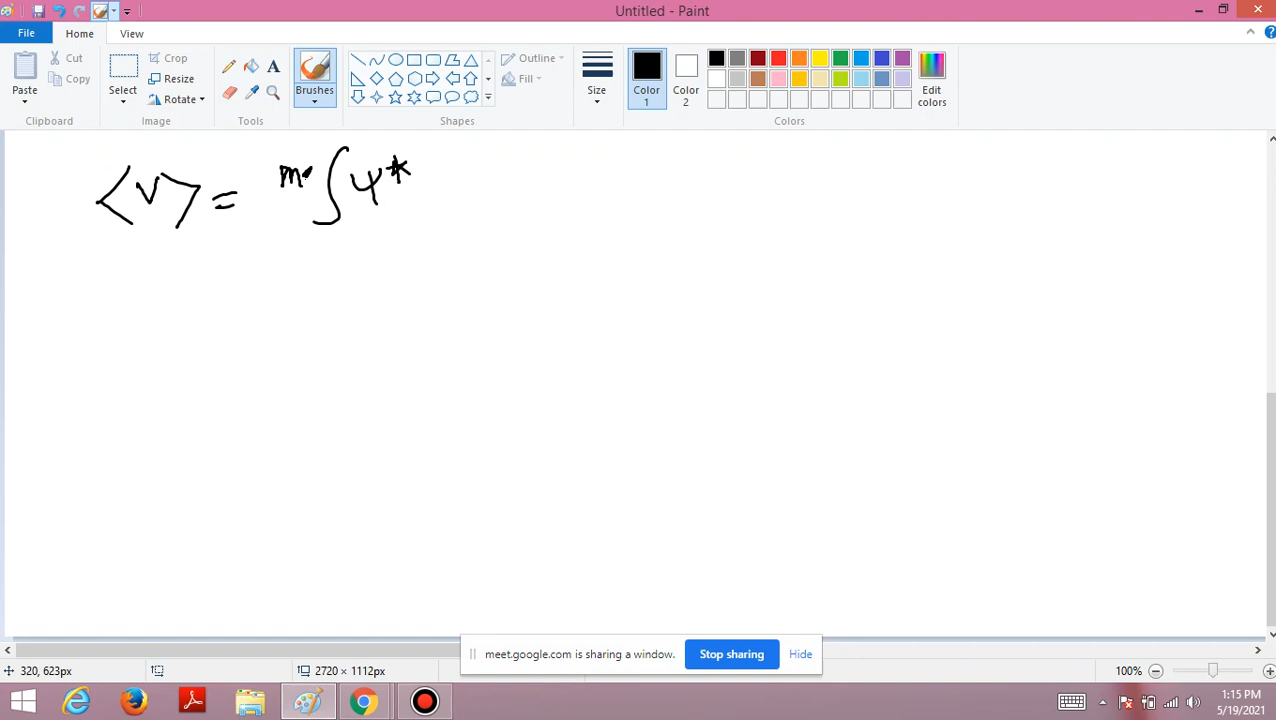 Untitled - Paint
File Home View
Paste Cut Copy Select Crop Resize Rotate Brushes Outline Fill Size Color 1 Color 2 Edit colors
Clipboard Image Tools Shapes Colors
<V> = ∫ψ*
meet.google.com is sharing a window. Stop sharing Hide
320, 623px 2720 × 1112px 100%
1:15 PM
5/19/2021